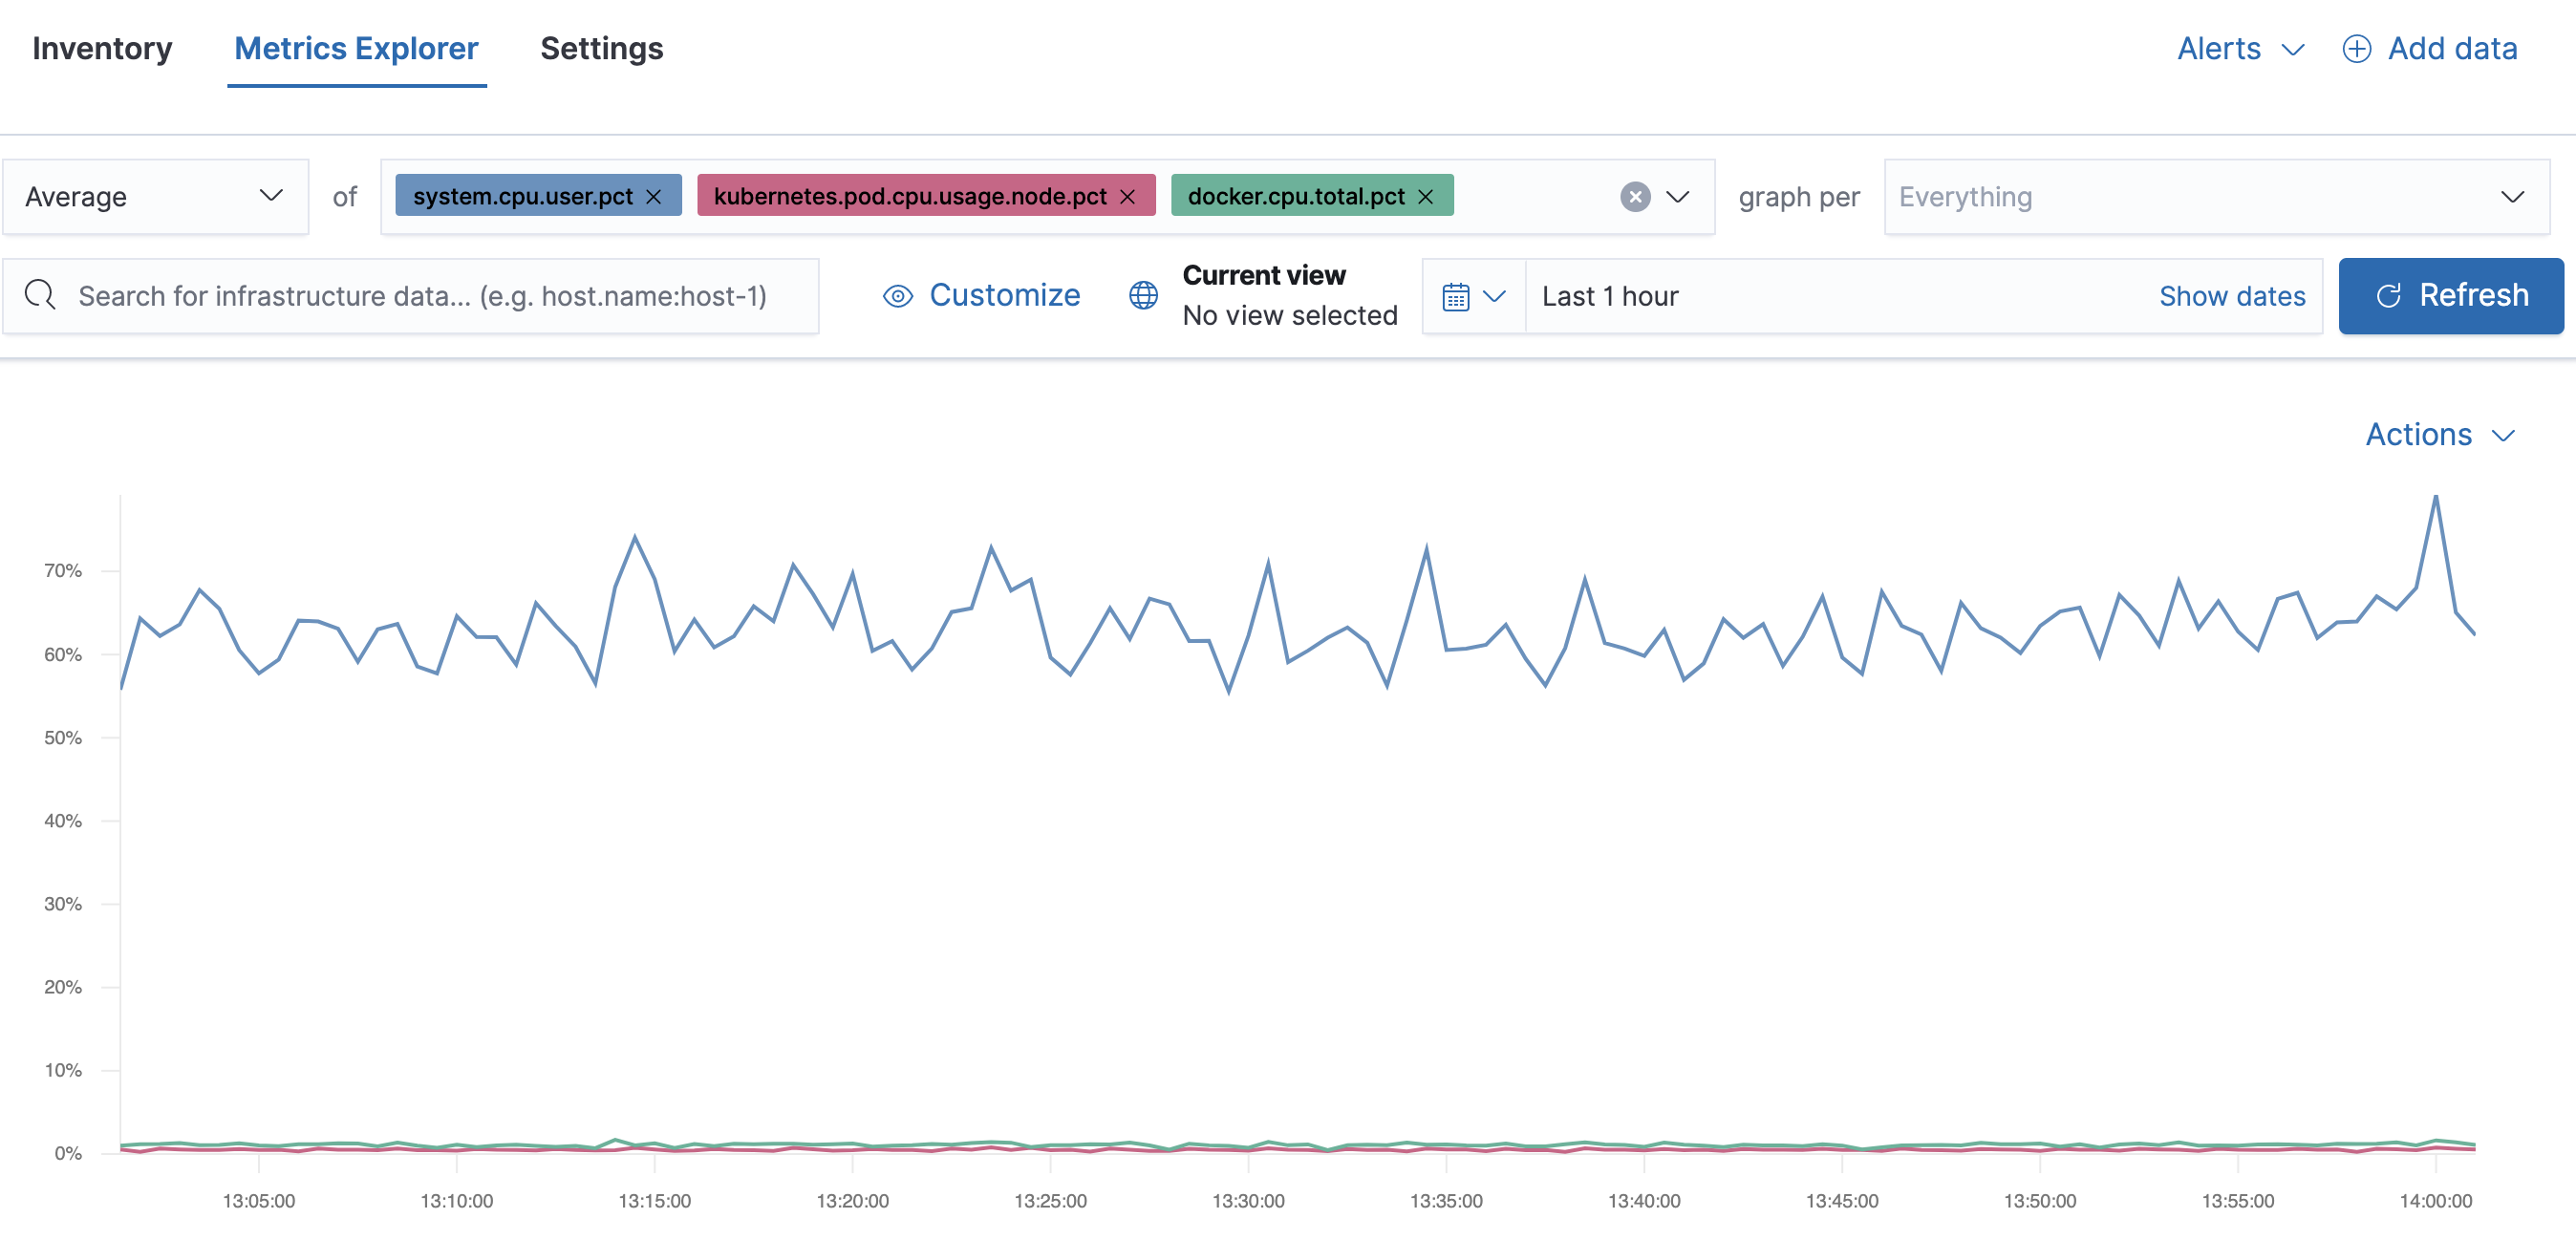 Inventory Metrics Explorer Settings Alerts Add data
Average of system.cpu.user.pct kubernetes.pod.cpu.usage.node.pct docker.cpu.total.pct graph per Everything
Search for infrastructure data... (e.g. host.name:host-1) Customize Current view
No view selected Last 1 hour Show dates Refresh
Actions
70%
60%
50%
40%
30%
20%
10%
0%
13:05:00 13:10:00 13:15:00 13:20:00 13:25:00 13:30:00 13:35:00 13:40:00 13:45:00 13:50:00 13:55:00 14:00:00